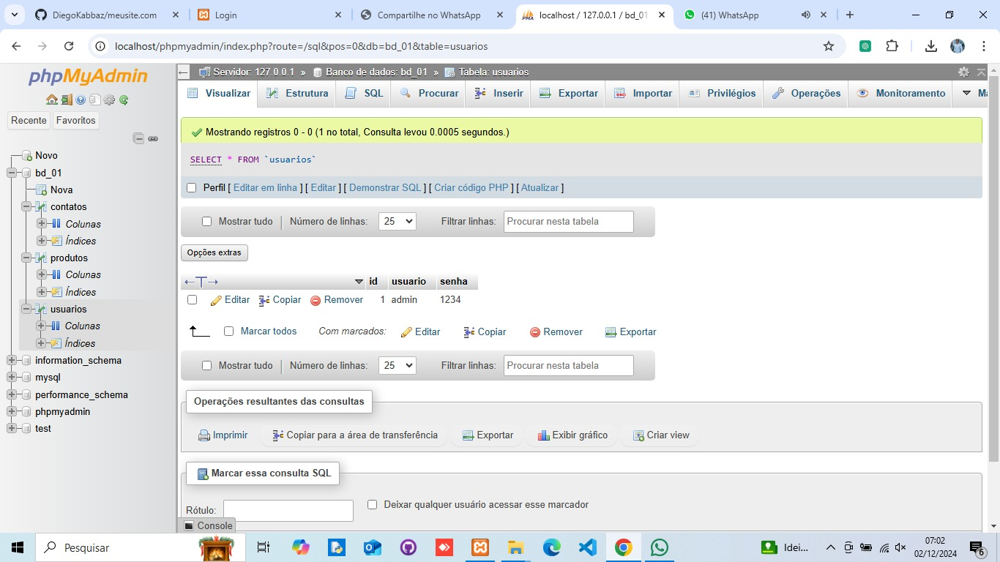 DiegoKabbaz/meusite.com
Login
Compartilhe no WhatsApp
localhost / 127.0.0.1 / bd_01
(41) WhatsApp
localhost/phpmyadmin/index.php?route=/sql&pos=0&db=bd_01&table=usuarios
phpMyAdmin
Recente Favoritos
Novo
bd_01
Nova
contatos
Colunas
Índices
produtos
Colunas
Índices
usuarios
Colunas
Índices
information_schema
mysql
performance_schema
phpmyadmin
test
Servidor: 127.0.0.1 » Banco de dados: bd_01 » Tabela: usuarios
Visualizar Estrutura SQL Procurar Inserir Exportar Importar Privilégios Operações Monitoramento
Mostrando registros 0 - 0 (1 no total, Consulta levou 0.0005 segundos.)
SELECT * FROM `usuarios`
Perfil [ Editar em linha ] [ Editar ] [ Demonstrar SQL ] [ Criar código PHP ] [ Atualizar ]
Mostrar tudo | Número de linhas: 25 Filtrar linhas: Procurar nesta tabela
Opções extras
←T→ id usuario senha
Editar Copiar Remover 1 admin 1234
Marcar todos Com marcados: Editar Copiar Remover Exportar
Mostrar tudo | Número de linhas: 25 Filtrar linhas: Procurar nesta tabela
Operações resultantes das consultas
Imprimir Copiar para a área de transferência Exportar Exibir gráfico Criar view
Marcar essa consulta SQL
Rótulo: Deixar qualquer usuário acessar esse marcador
Console
Pesquisar
Idei...
07:02
02/12/2024
6